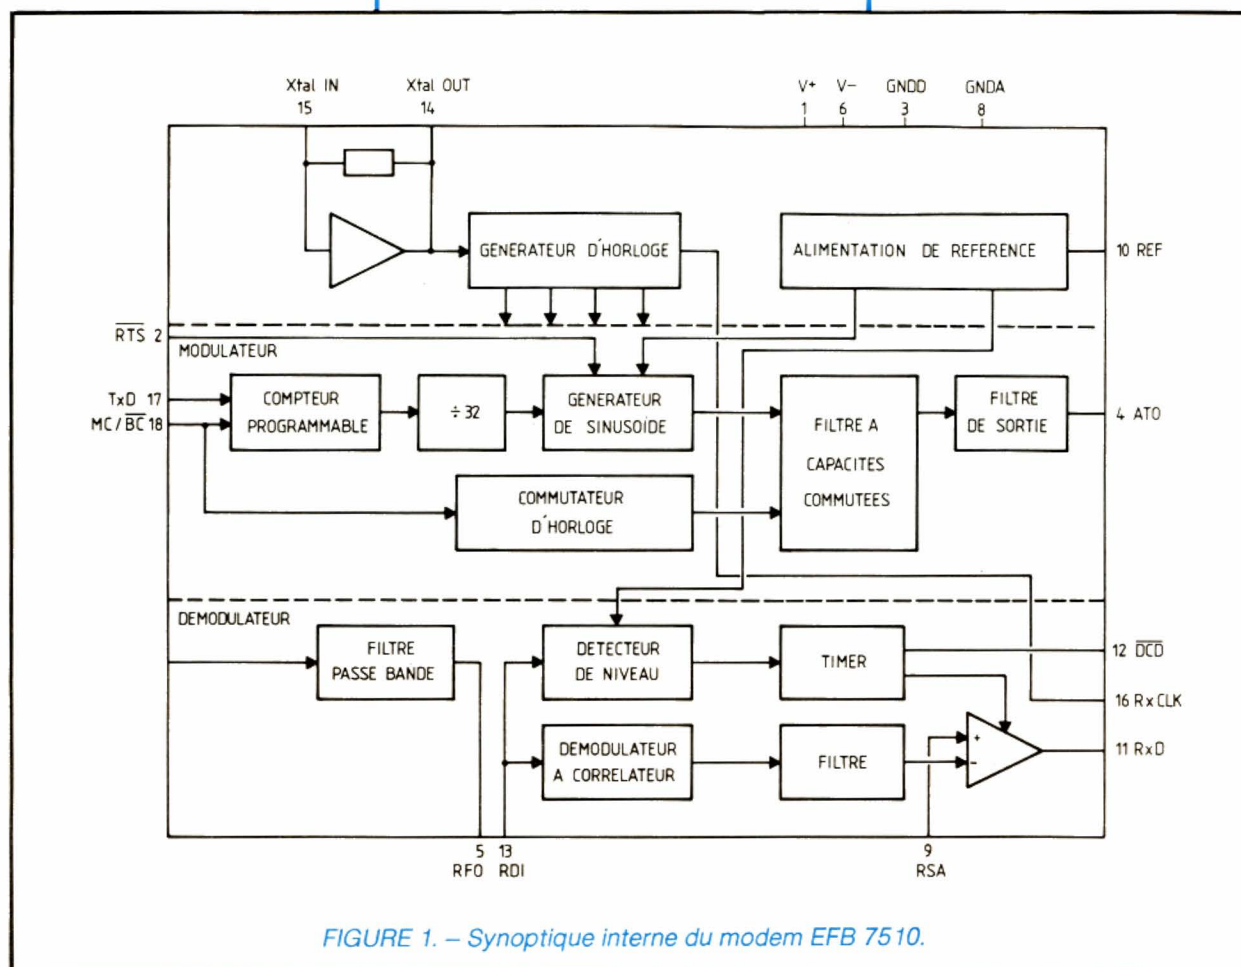 Xtal IN
15
Xtal OUT
14
V+
1
V-
6
GNDD
3
GNDA
8
GENERATEUR D'HORLOGE
ALIMENTATION DE REFERENCE
10 REF
RTS 2
MODULATEUR
TxD 17
MC/BC 18
COMPTEUR
PROGRAMMABLE
÷32
GENERATEUR
DE SINUSOÏDE
FILTRE A
CAPACITES
COMMUTEES
FILTRE
DE SORTIE
4 ATO
COMMUTATEUR
D'HORLOGE
DEMODULATEUR
FILTRE
PASSE BANDE
DETECTEUR
DE NIVEAU
TIMER
12 DCD
16 RxCLK
DEMODULATEUR
A CORRELATEUR
FILTRE
+
-
11 RxD
5
RFO
13
RDI
9
RSA
FIGURE 1. – Synoptique interne du modem EFB 7510.